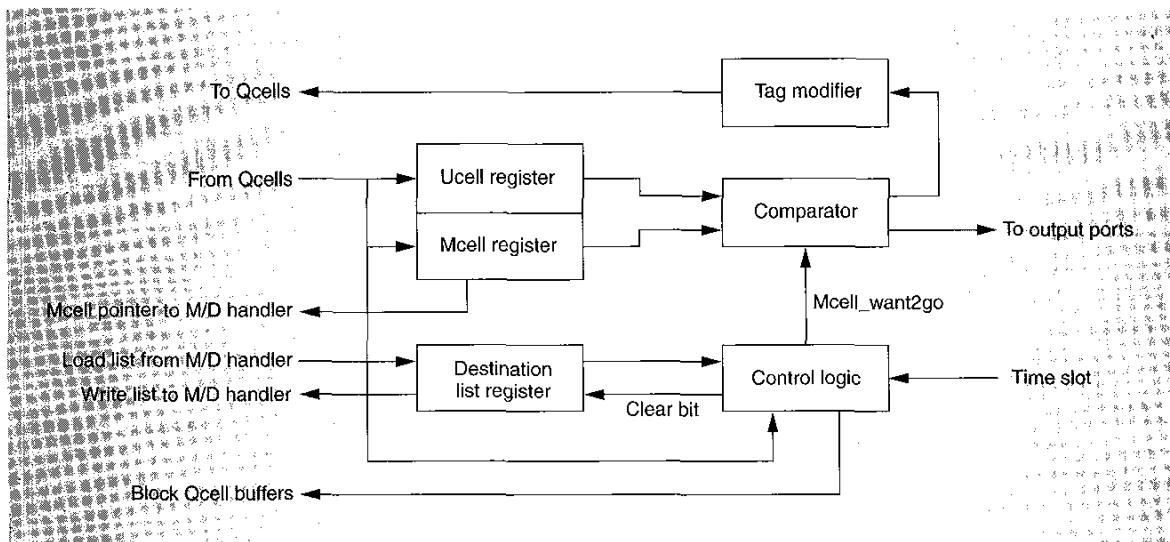 To Qcells
Tag modifier
From Qcells
Ucell register
Comparator
Mcell register
To output ports
Mcell pointer to M/D handler
Mcell_want2go
Load list from M/D handler
Destination
list register
Control logic
Time slot
Write list to M/D handler
Clear bit
Block Qcell buffers